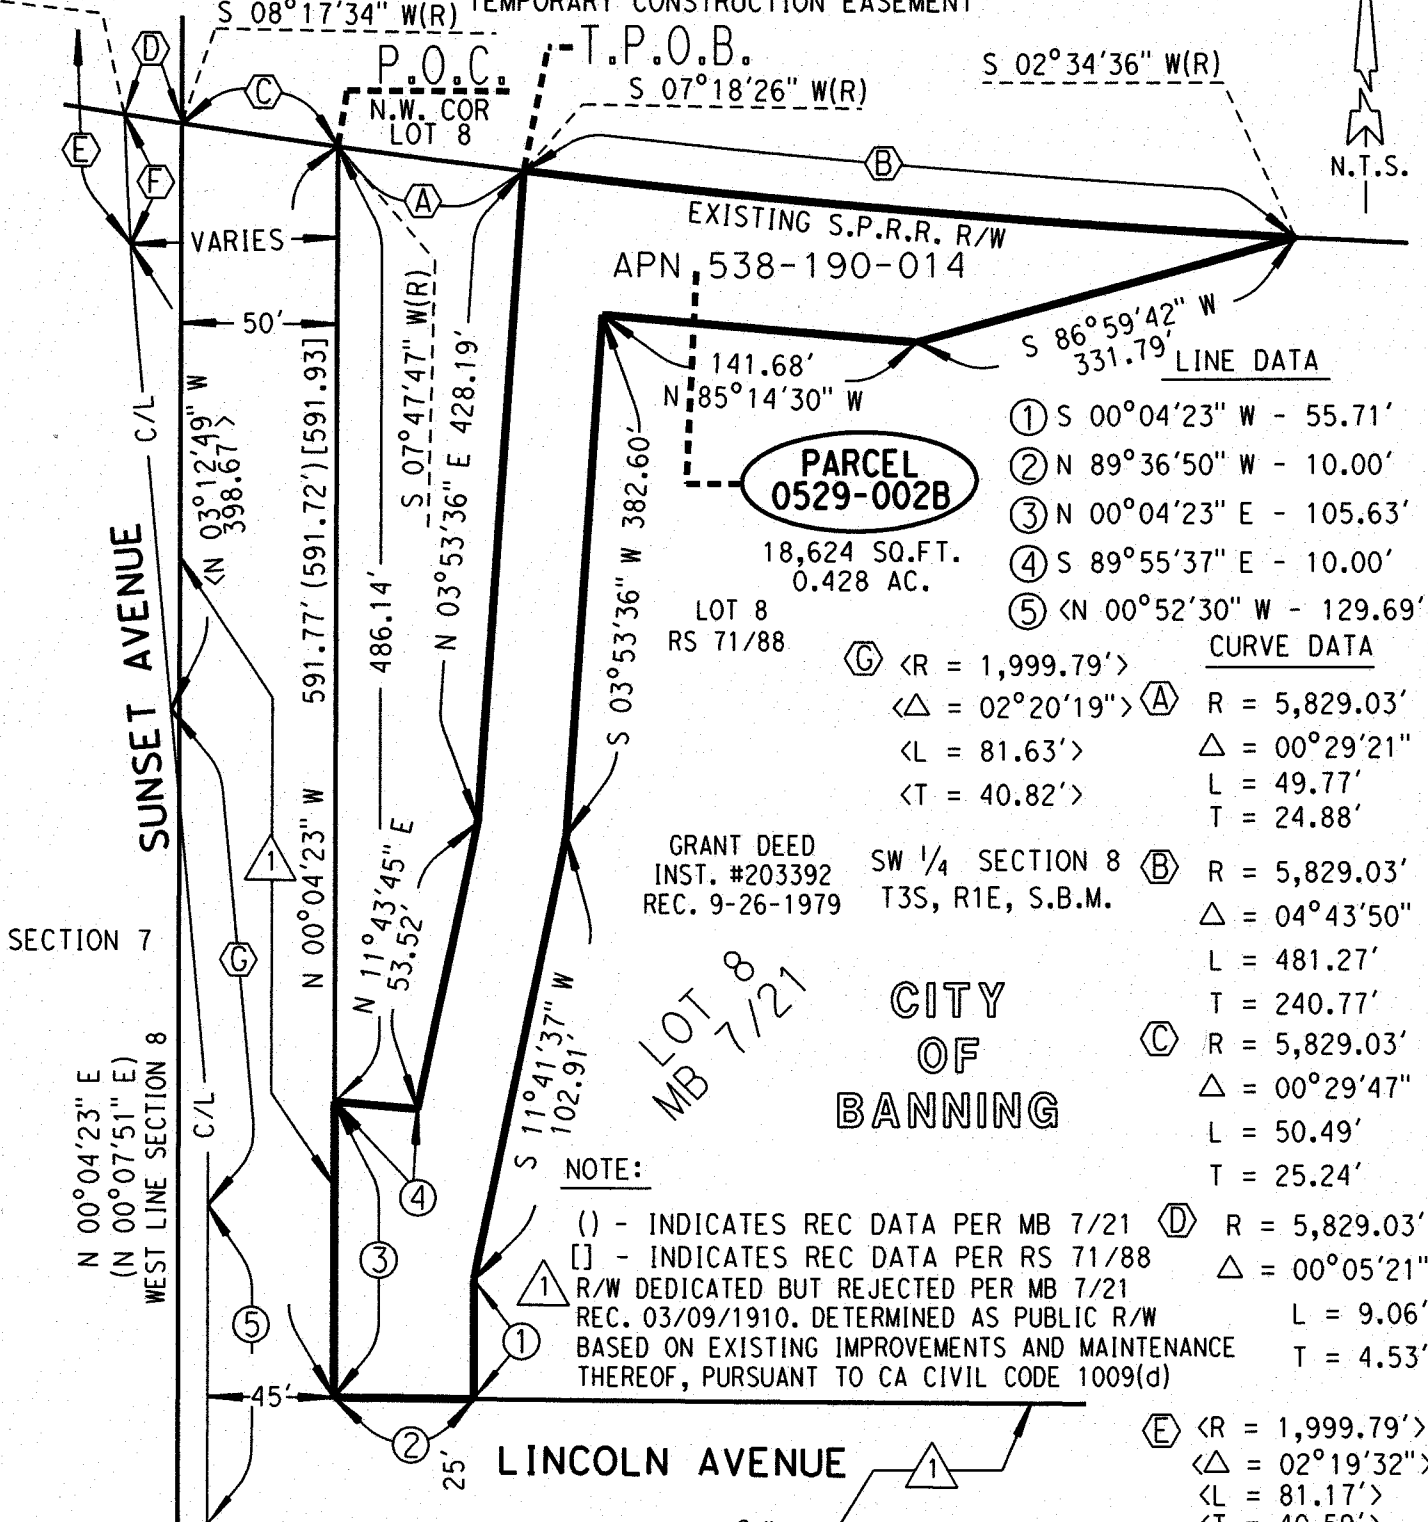 TEMPORARY CONSTRUCTION EASEMENT
S 08°17'34" W(R)
P.O.C.
N.W. COR
LOT 8
T.P.O.B.
S 07°18'26" W(R)
S 02°34'36" W(R)
N.T.S.
D
C
E
F
A
B
VARIES
50'
EXISTING S.P.R.R. R/W
APN 538-190-014
S 86°59'42" W
331.79'
141.68'
N 85°14'30" W
PARCEL
0529-002B
18,624 SQ.FT.
0.428 AC.
LOT 8
RS 71/88
LINE DATA
1 S 00°04'23" W - 55.71'
2 N 89°36'50" W - 10.00'
3 N 00°04'23" E - 105.63'
4 S 89°55'37" E - 10.00'
5 <N 00°52'30" W - 129.69'
CURVE DATA
G <R = 1,999.79'>
<△ = 02°20'19">
<L = 81.63'>
<T = 40.82'>
A R = 5,829.03'
△ = 00°29'21"
L = 49.77'
T = 24.88'
B R = 5,829.03'
△ = 04°43'50"
L = 481.27'
T = 240.77'
C R = 5,829.03'
△ = 00°29'47"
L = 50.49'
T = 25.24'
D R = 5,829.03'
△ = 00°05'21"
L = 9.06'
T = 4.53'
E <R = 1,999.79'>
<△ = 02°19'32">
<L = 81.17'>
<T = 40.59'>
C/L
<N 03°12'49" W
398.67>
591.77' (591.72') [591.93]
N 00°04'23" W
S 07°47'47" W(R)
486.14'
N 03°53'36" E 428.19'
S 03°53'36" W 382.60'
N 11°43'45" E
53.52'
S 11°41'37" W
102.91'
SUNSET AVENUE
1
SECTION 7
G
N 00°04'23" E
(N 00°07'51" E)
WEST LINE SECTION 8
C/L
GRANT DEED
INST. #203392
REC. 9-26-1979
SW 1/4 SECTION 8
T3S, R1E, S.B.M.
LOT 8
MB 7/21
CITY
OF
BANNING
4
3
5
1
2
45'
25'
NOTE:
() - INDICATES REC DATA PER MB 7/21
[] - INDICATES REC DATA PER RS 71/88
1 R/W DEDICATED BUT REJECTED PER MB 7/21
REC. 03/09/1910. DETERMINED AS PUBLIC R/W
BASED ON EXISTING IMPROVEMENTS AND MAINTENANCE
THEREOF, PURSUANT TO CA CIVIL CODE 1009(d)
LINCOLN AVENUE
1